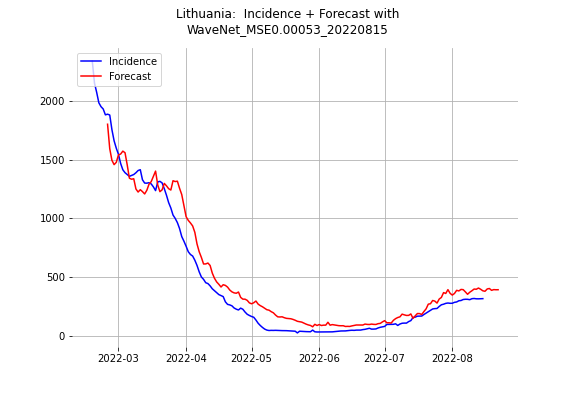 Lithuania:  Incidence + Forecast with
WaveNet_MSE0.00053_20220815
Incidence
Forecast
2000
1500
1000
500
0
2022-03
2022-04
2022-05
2022-06
2022-07
2022-08